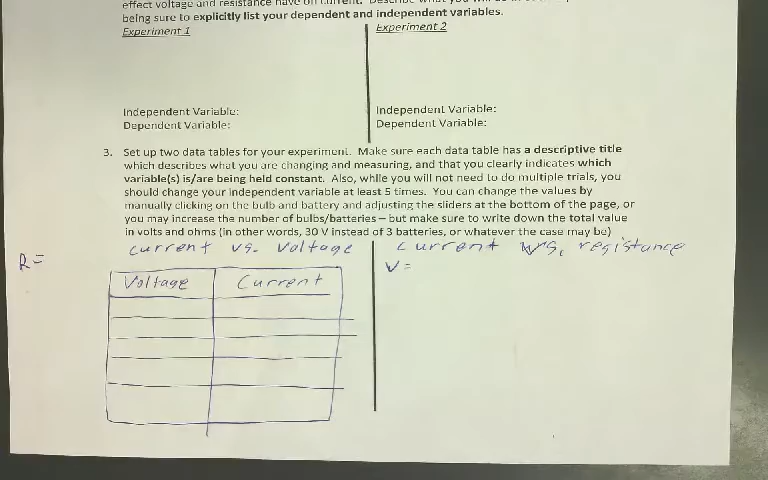 effect voltage and resistance have on current. Describe what you will do in
being sure to explicitly list your dependent and independent variables.
Experiment 1
Experiment 2
Independent Variable:
Dependent Variable:
Independent Variable:
Dependent Variable:
3. Set up two data tables for your experiment. Make sure each data table has a descriptive title
which describes what you are changing and measuring, and that you clearly indicates which
variable(s) is/are being held constant. Also, while you will not need to do multiple trials, you
should change your independent variable at least 5 times. You can change the values by
manually clicking on the bulb and battery and adjusting the sliders at the bottom of the page, or
you may increase the number of bulbs/batteries – but make sure to write down the total value
in volts and ohms (in other words, 30 V instead of 3 batteries, or whatever the case may be)
Current vs. Voltage
Current vs. resistance
R=
V=
Voltage Current